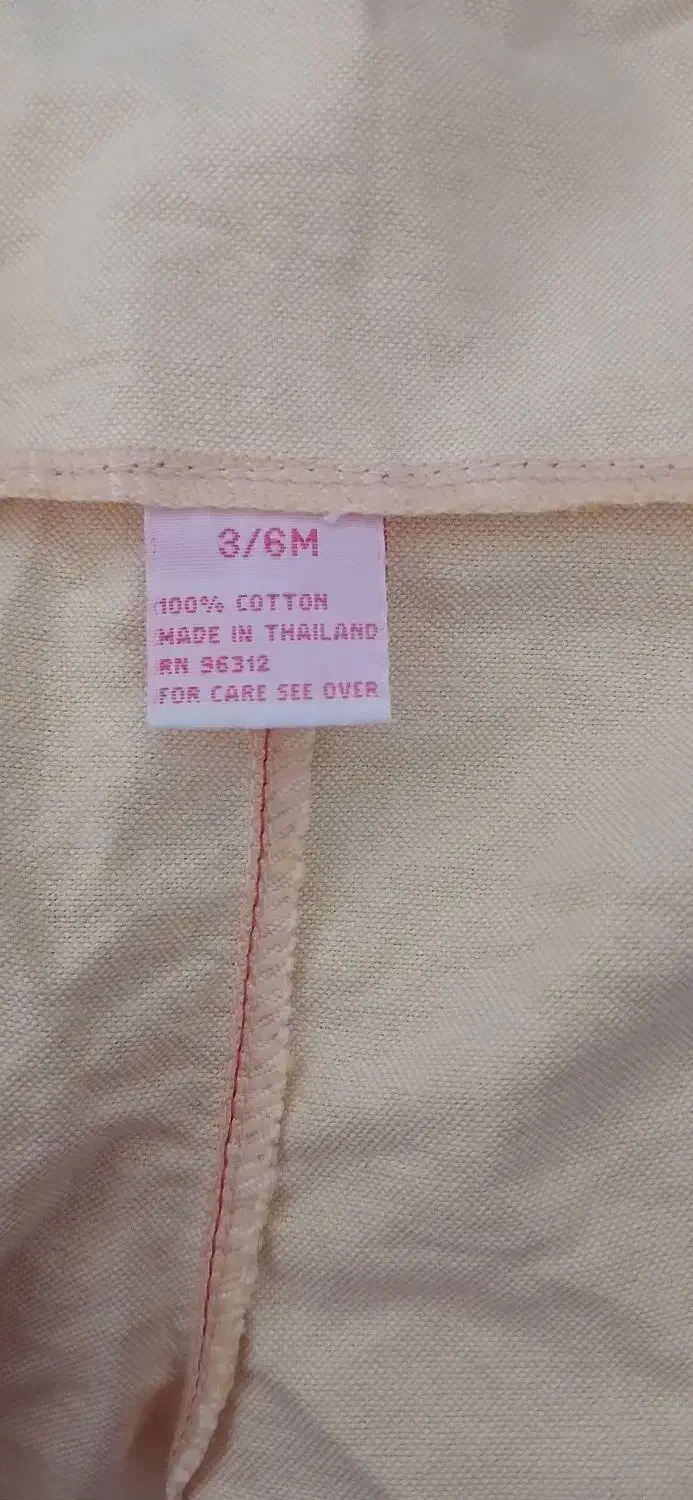 3/6M
100% COTTON
MADE IN THAILAND
RN 96312
FOR CARE SEE OVER